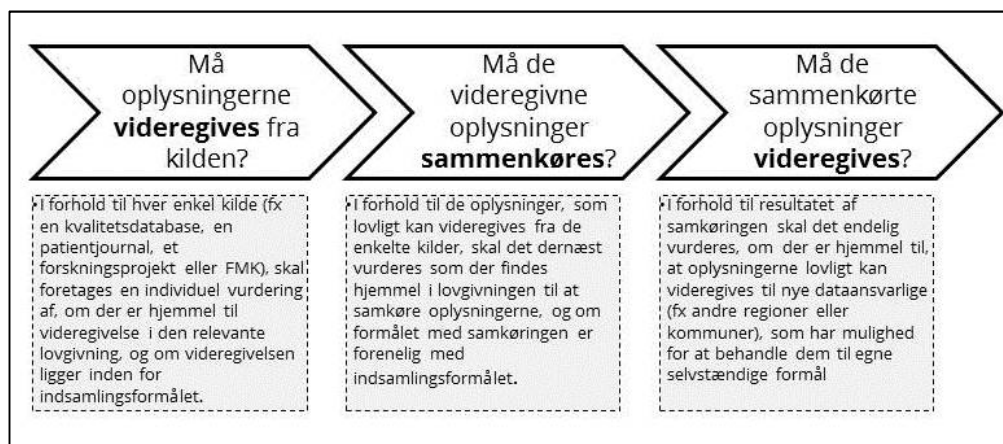 Må
oplysningerne
videregives fra
kilden?
•I forhold til hver enkel kilde (fx
en kvalitetsdatabase, en
patientjournal, et
forskningsprojekt eller FMK), skal
foretages en individuel vurdering
af, om der er hjemmel til
videregivelse i den relevante
lovgivning, og om videregivelsen
ligger inden for
indsamlingsformålet.
Må de
videregivne
oplysninger
sammenkøres?
•I forhold til de oplysninger, som
lovligt kan videregives fra de
enkelte kilder, skal det dernæst
vurderes som der findes
hjemmel i lovgivningen til at
samkøre oplysningerne, og om
formålet med samkøringen er
forenelig med
indsamlingsformålet.
Må de
sammenkørte
oplysninger
videregives?
•I forhold til resultatet af
samkøringen skal det endelig
vurderes, om der er hjemmel til,
at oplysningerne lovligt kan
videregives til nye dataansvarlige
(fx andre regioner eller
kommuner), som har mulighed
for at behandle dem til egne
selvstændige formål